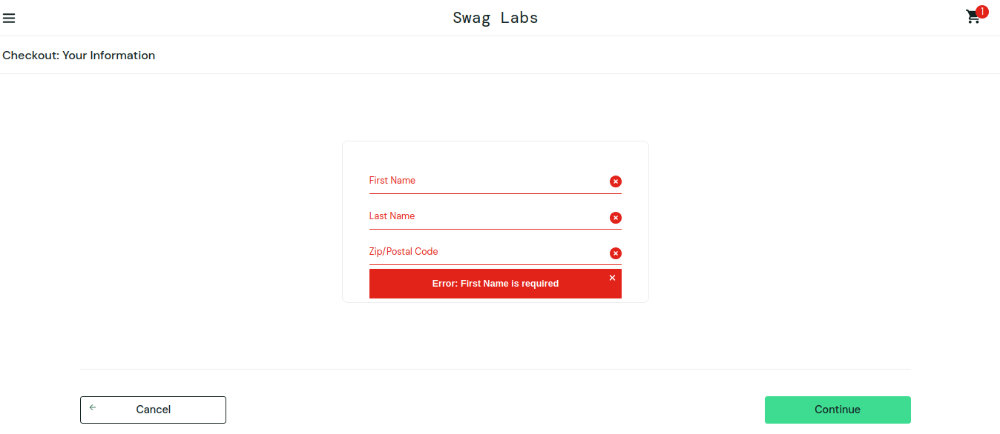 Swag Labs
1
Checkout: Your Information
First Name
Last Name
Zip/Postal Code
Error: First Name is required
Cancel
Continue